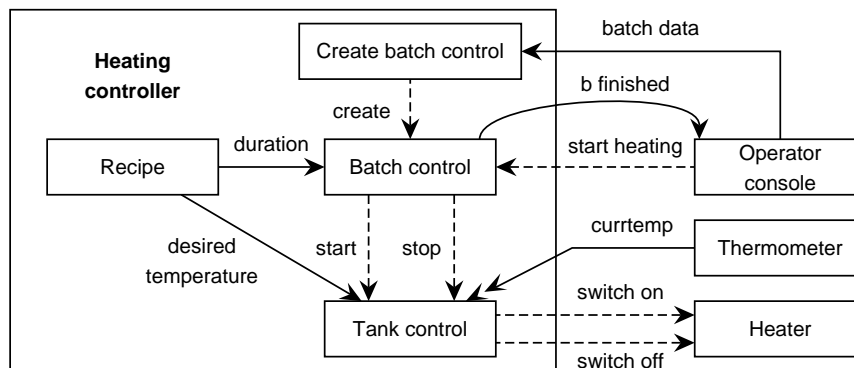 Heating
controller
Create batch control
batch data
create
b finished
Recipe
duration
Batch control
start heating
Operator
console
desired
temperature
start
stop
currtemp
Thermometer
Tank control
switch on
switch off
Heater